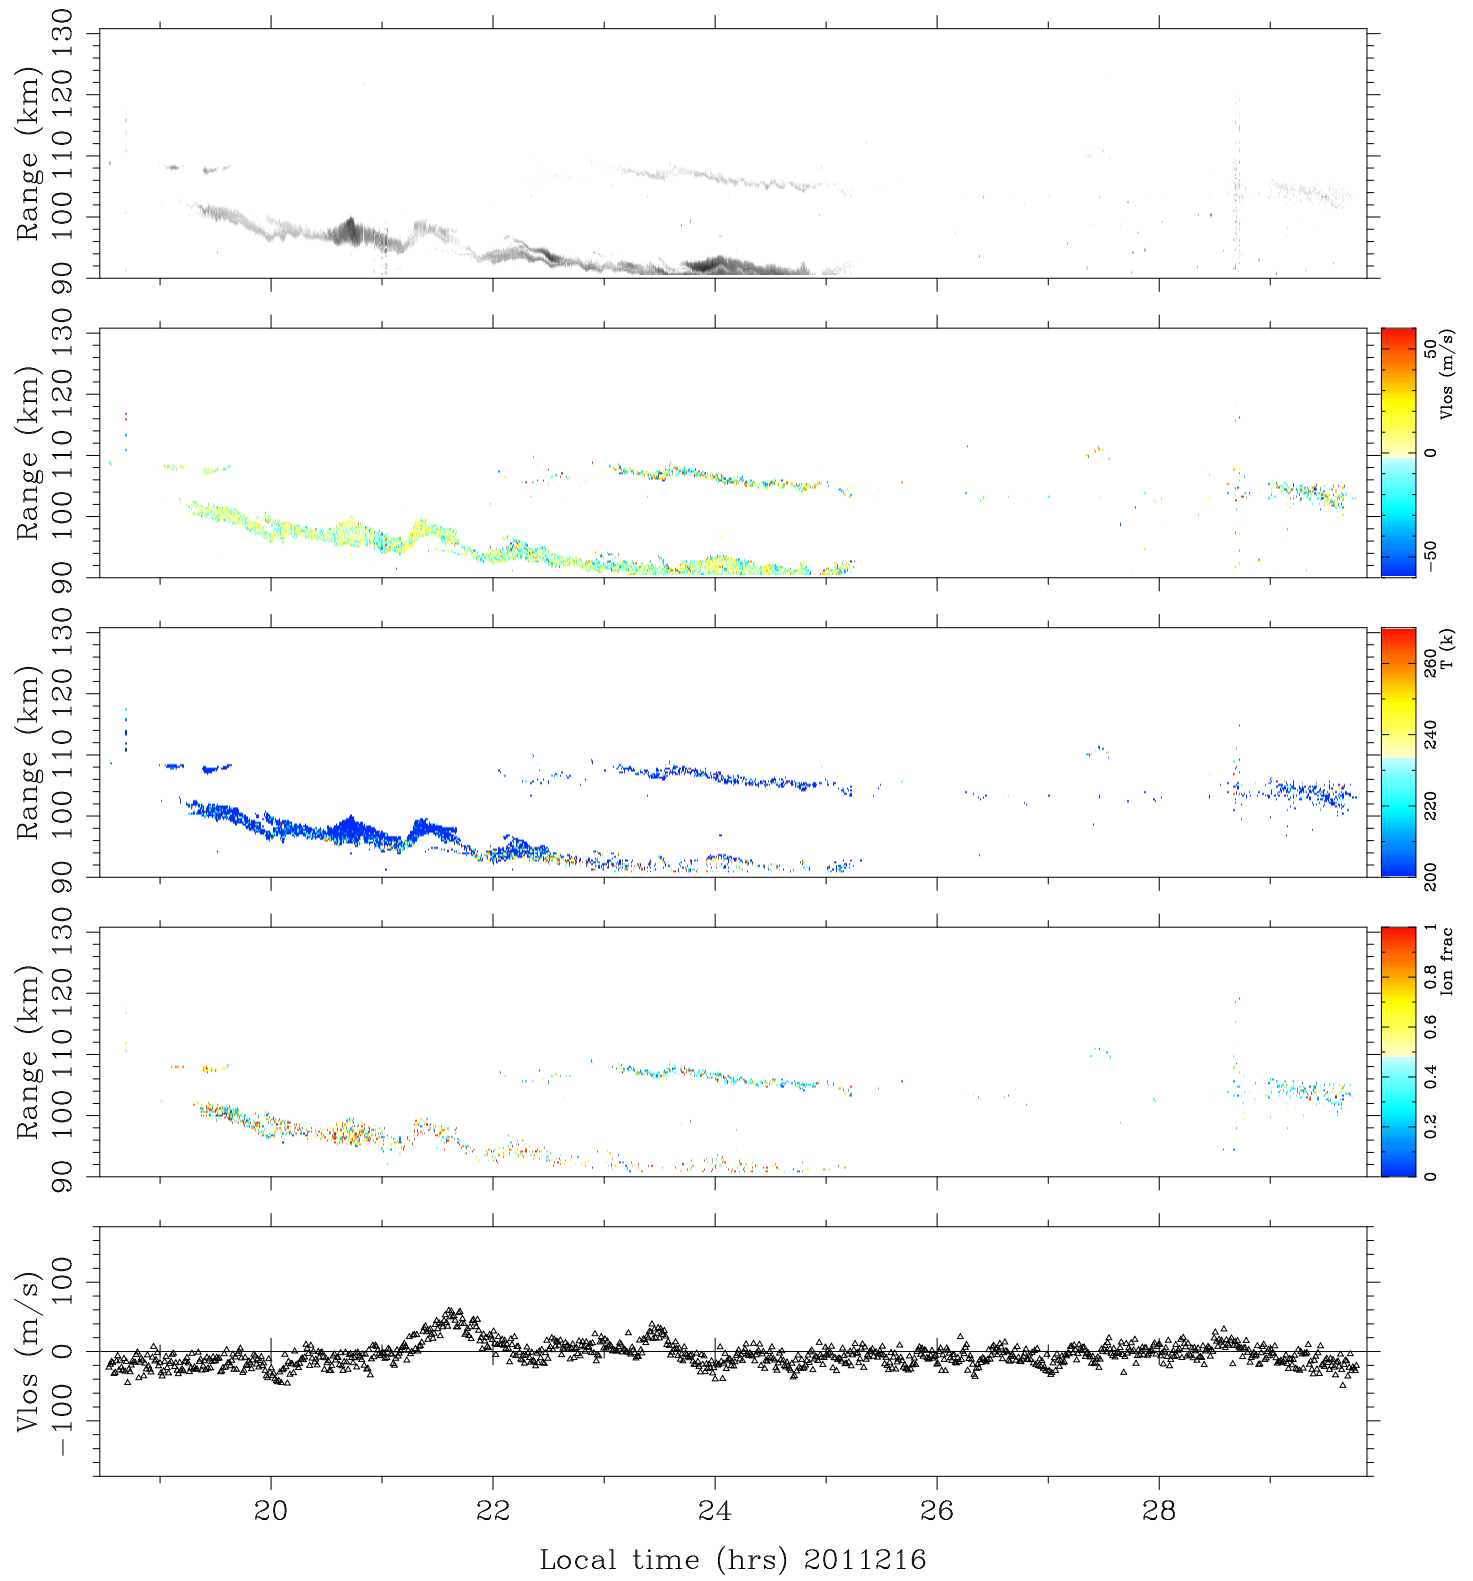 Range (km)
90 100 110 120 130
Range (km)
90 100 110 120 130
−50 0 50
Vlos (m/s)
Range (km)
90 100 110 120 130
200 220 240 260
T (k)
Range (km)
90 100 110 120 130
0 0.2 0.4 0.6 0.8 1
Ion frac
Vlos (m/s)
−100 0 100
20 22 24 26 28
Local time (hrs) 2011216